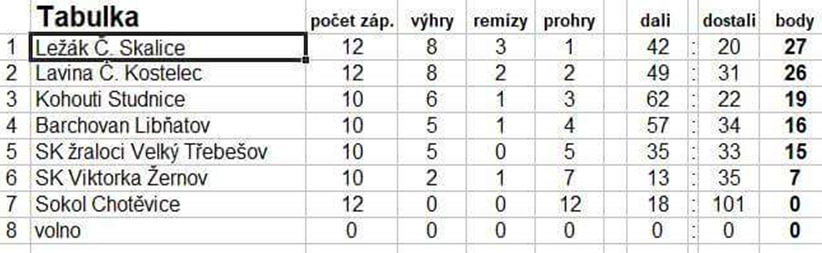 Tabulka počet záp. výhry remízy prohry dali dostali body
1 Ležák Č. Skalice 12 8 3 1 42 : 20 27
2 Lavina Č. Kostelec 12 8 2 2 49 : 31 26
3 Kohouti Studnice 10 6 1 3 62 : 22 19
4 Barchovan Libňatov 10 5 1 4 57 : 34 16
5 SK žraloci Velký Třebešov 10 5 0 5 35 : 33 15
6 SK Viktorka Žernov 10 2 1 7 13 : 35 7
7 Sokol Chotěvice 12 0 0 12 18 : 101 0
8 volno 0 0 0 0 0 : 0 0